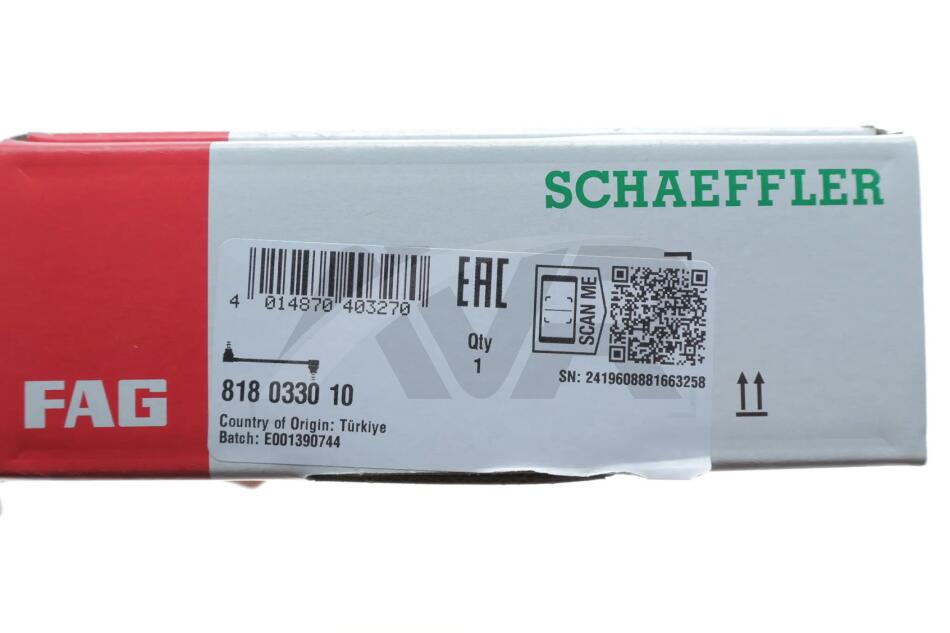 SCHAEFFLER
FAG
4 014870 403270
EAC
SCAN ME
Qty
1
SN: 2419608881663258
818 0330 10
Country of Origin: Türkiye
Batch: E001390744